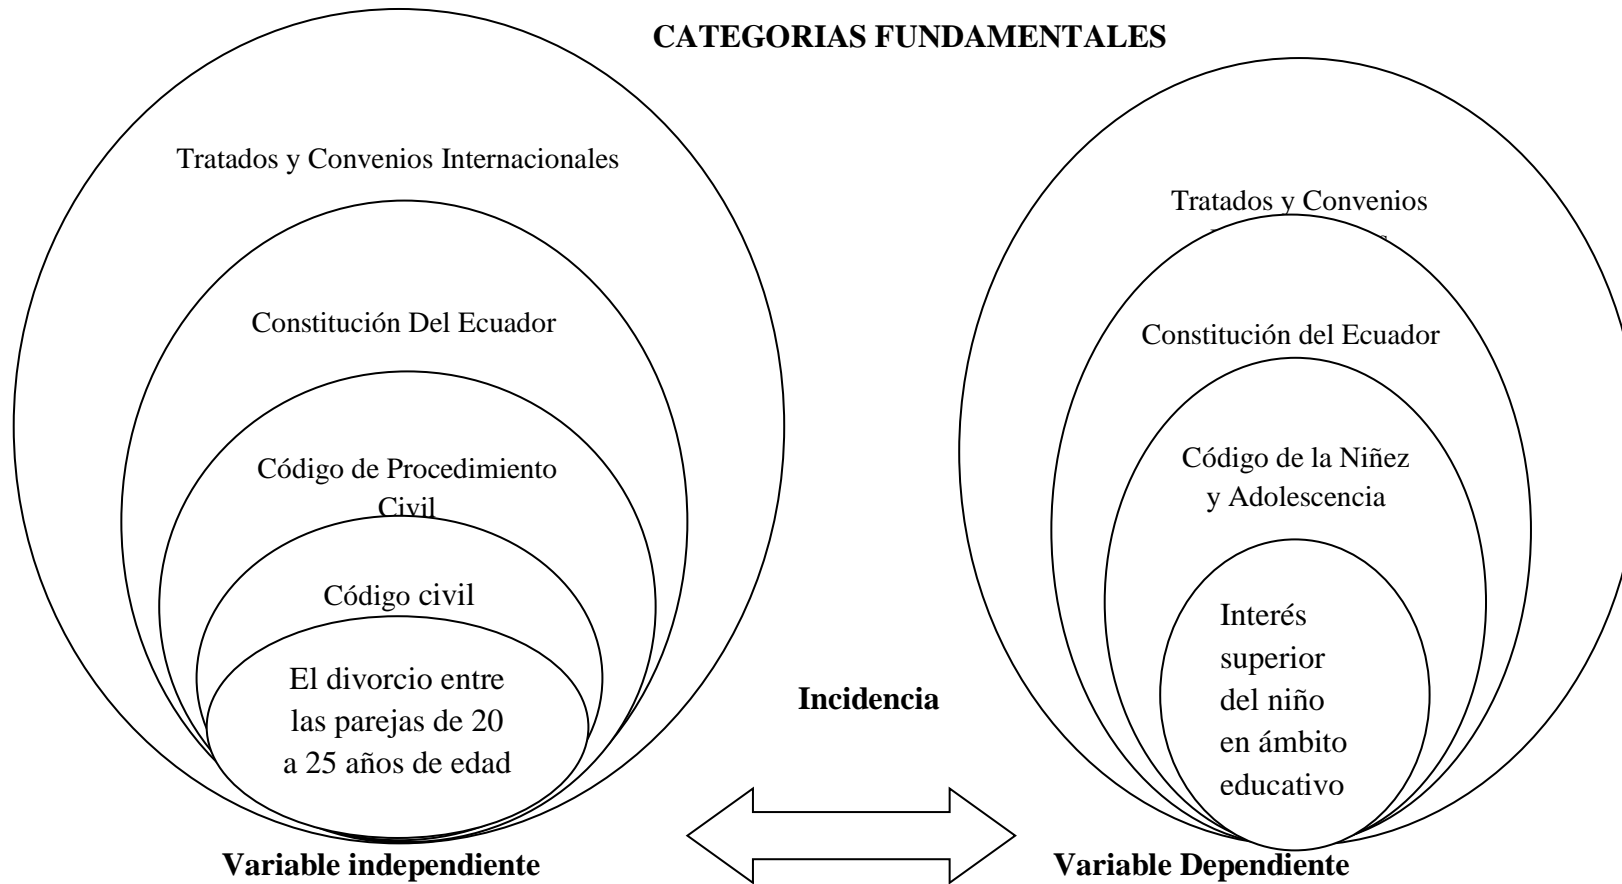 CATEGORIAS FUNDAMENTALES
Tratados y Convenios Internacionales
Constitución Del Ecuador
Código de Procedimiento
Civil
Código civil
El divorcio entre
las parejas de 20
a 25 años de edad
Variable independiente
Incidencia
Tratados y Convenios
Constitución del Ecuador
Código de la Niñez
y Adolescencia
Interés
superior
del niño
en ámbito
educativo
Variable Dependiente